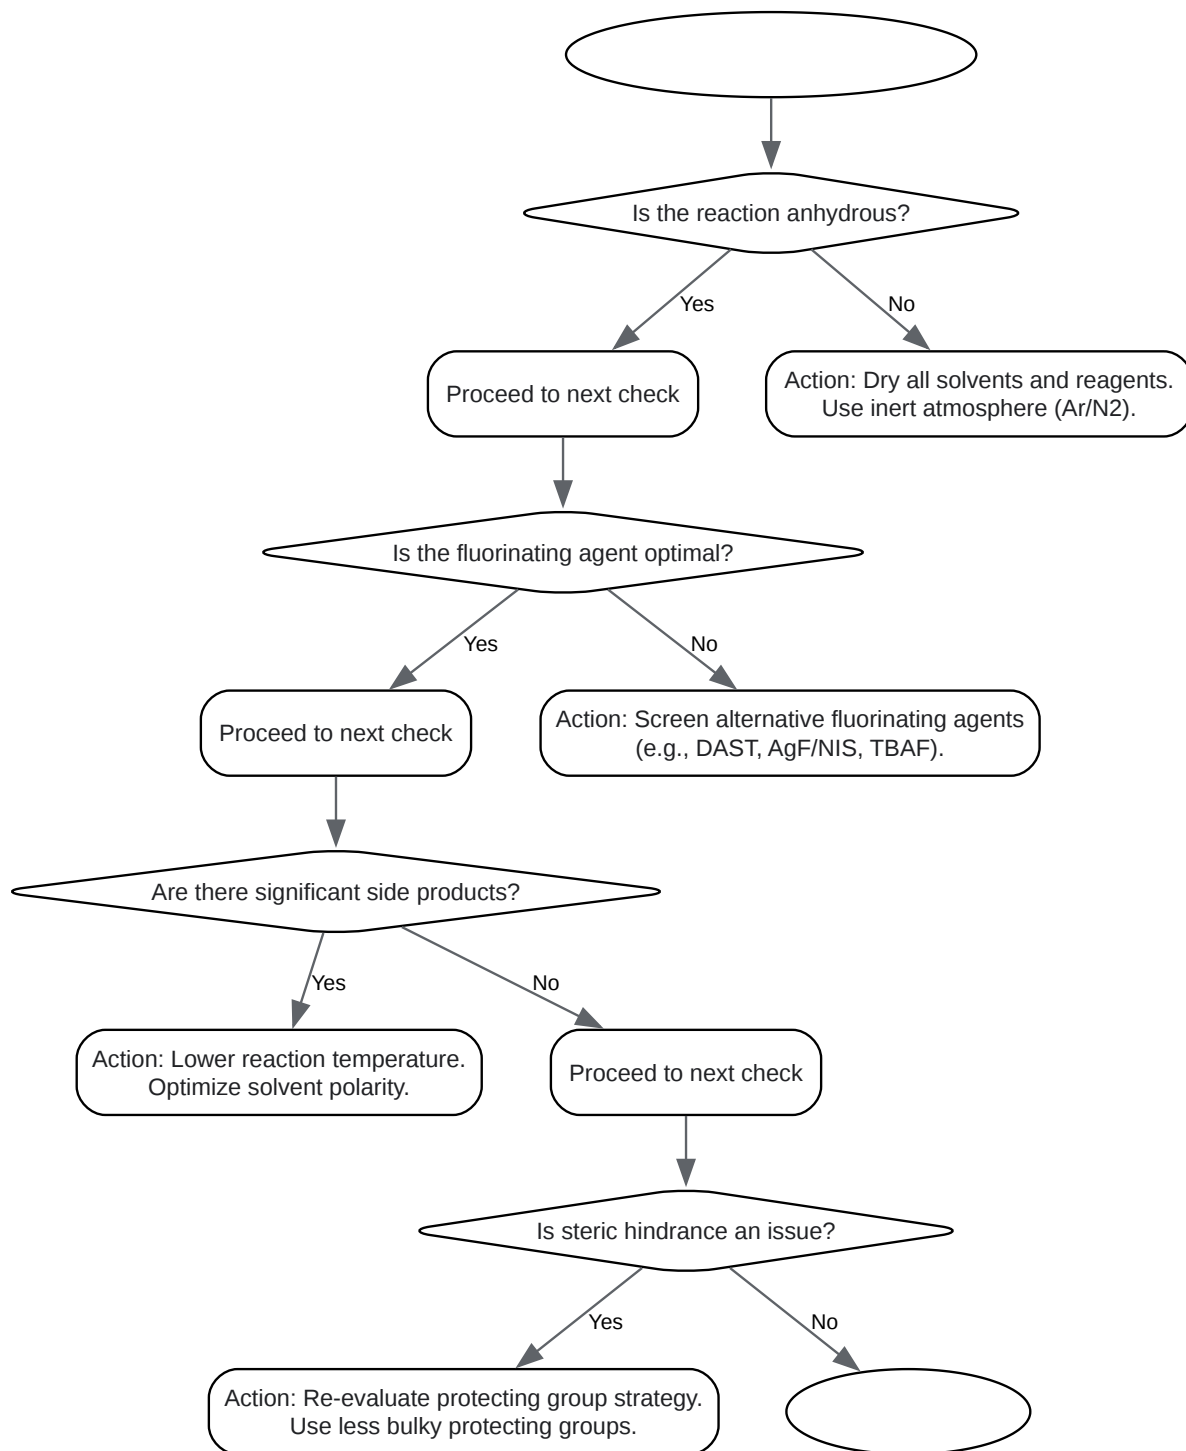 Is the reaction anhydrous?
Yes
No
Proceed to next check
Action: Dry all solvents and reagents.
Use inert atmosphere (Ar/N2).
Is the fluorinating agent optimal?
Yes
No
Proceed to next check
Action: Screen alternative fluorinating agents
(e.g., DAST, AgF/NIS, TBAF).
Are there significant side products?
Yes
No
Action: Lower reaction temperature.
Optimize solvent polarity.
Proceed to next check
Is steric hindrance an issue?
Yes
No
Action: Re-evaluate protecting group strategy.
Use less bulky protecting groups.